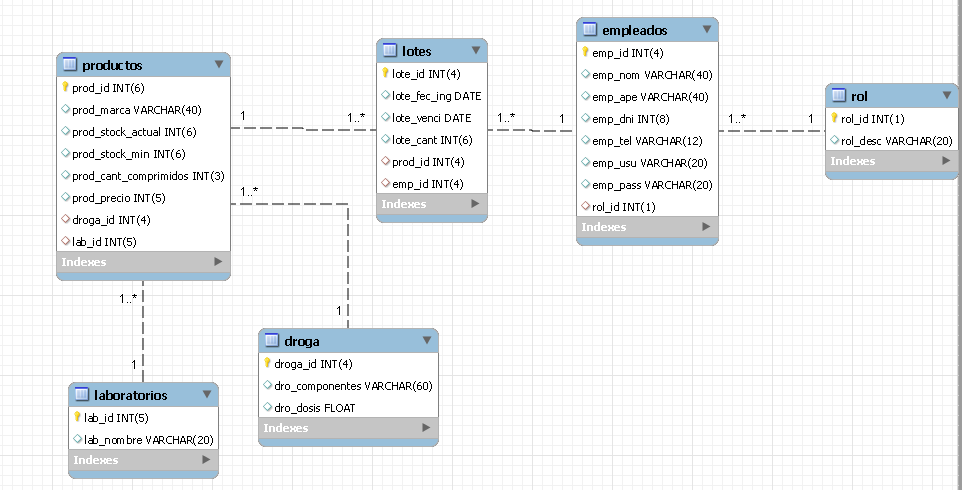 productos
prod_id INT(6)
prod_marca VARCHAR(40)
prod_stock_actual INT(6)
prod_stock_min INT(6)
prod_cant_comprimidos INT(3)
prod_precio INT(5)
droga_id INT(4)
lab_id INT(5)
Indexes
1
1..*
lotes
lote_id INT(4)
lote_fec_ing DATE
lote_venci DATE
lote_cant INT(6)
prod_id INT(4)
emp_id INT(4)
Indexes
1..*
1
empleados
emp_id INT(4)
emp_nom VARCHAR(40)
emp_ape VARCHAR(40)
emp_dni INT(8)
emp_tel VARCHAR(12)
emp_usu VARCHAR(20)
emp_pass VARCHAR(20)
rol_id INT(1)
Indexes
1..*
1
rol
rol_id INT(1)
rol_desc VARCHAR(20)
Indexes
1..*
1
droga
droga_id INT(4)
dro_componentes VARCHAR(60)
dro_dosis FLOAT
Indexes
1..*
1
laboratorios
lab_id INT(5)
lab_nombre VARCHAR(20)
Indexes